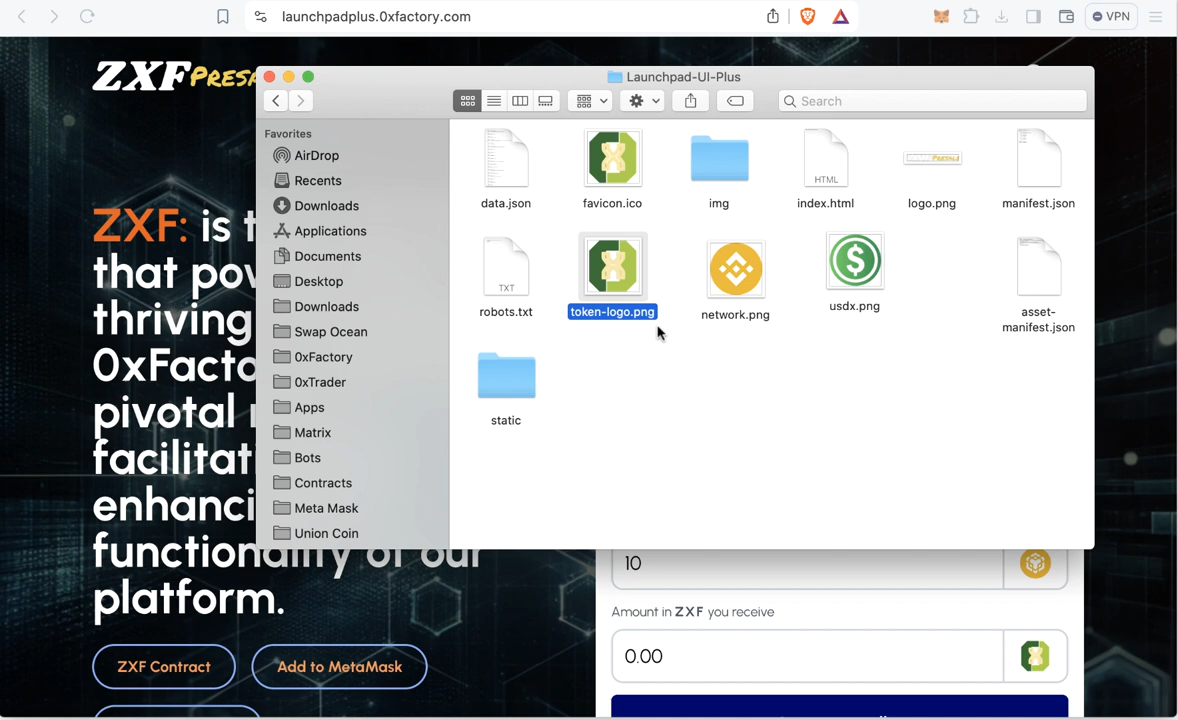 launchpadplus.0xfactory.com
VPN
ZXF
Launchpad-UI-Plus
Search
Favorites
AirDrop
Recents
Downloads
Applications
Documents
Desktop
Downloads
Swap Ocean
0xFactory
0xTrader
Apps
Matrix
Bots
Contracts
Meta Mask
Union Coin
data.json
favicon.ico
img
HTML
index.html
logo.png
manifest.json
TXT
robots.txt
token-logo.png
network.png
usdx.png
asset-
manifest.json
static
ZXF: is
that
thriving
pivotal
functionality of our
platform.
ZXF Contract
Add to MetaMask
10
Amount in ZXF you receive
0.00